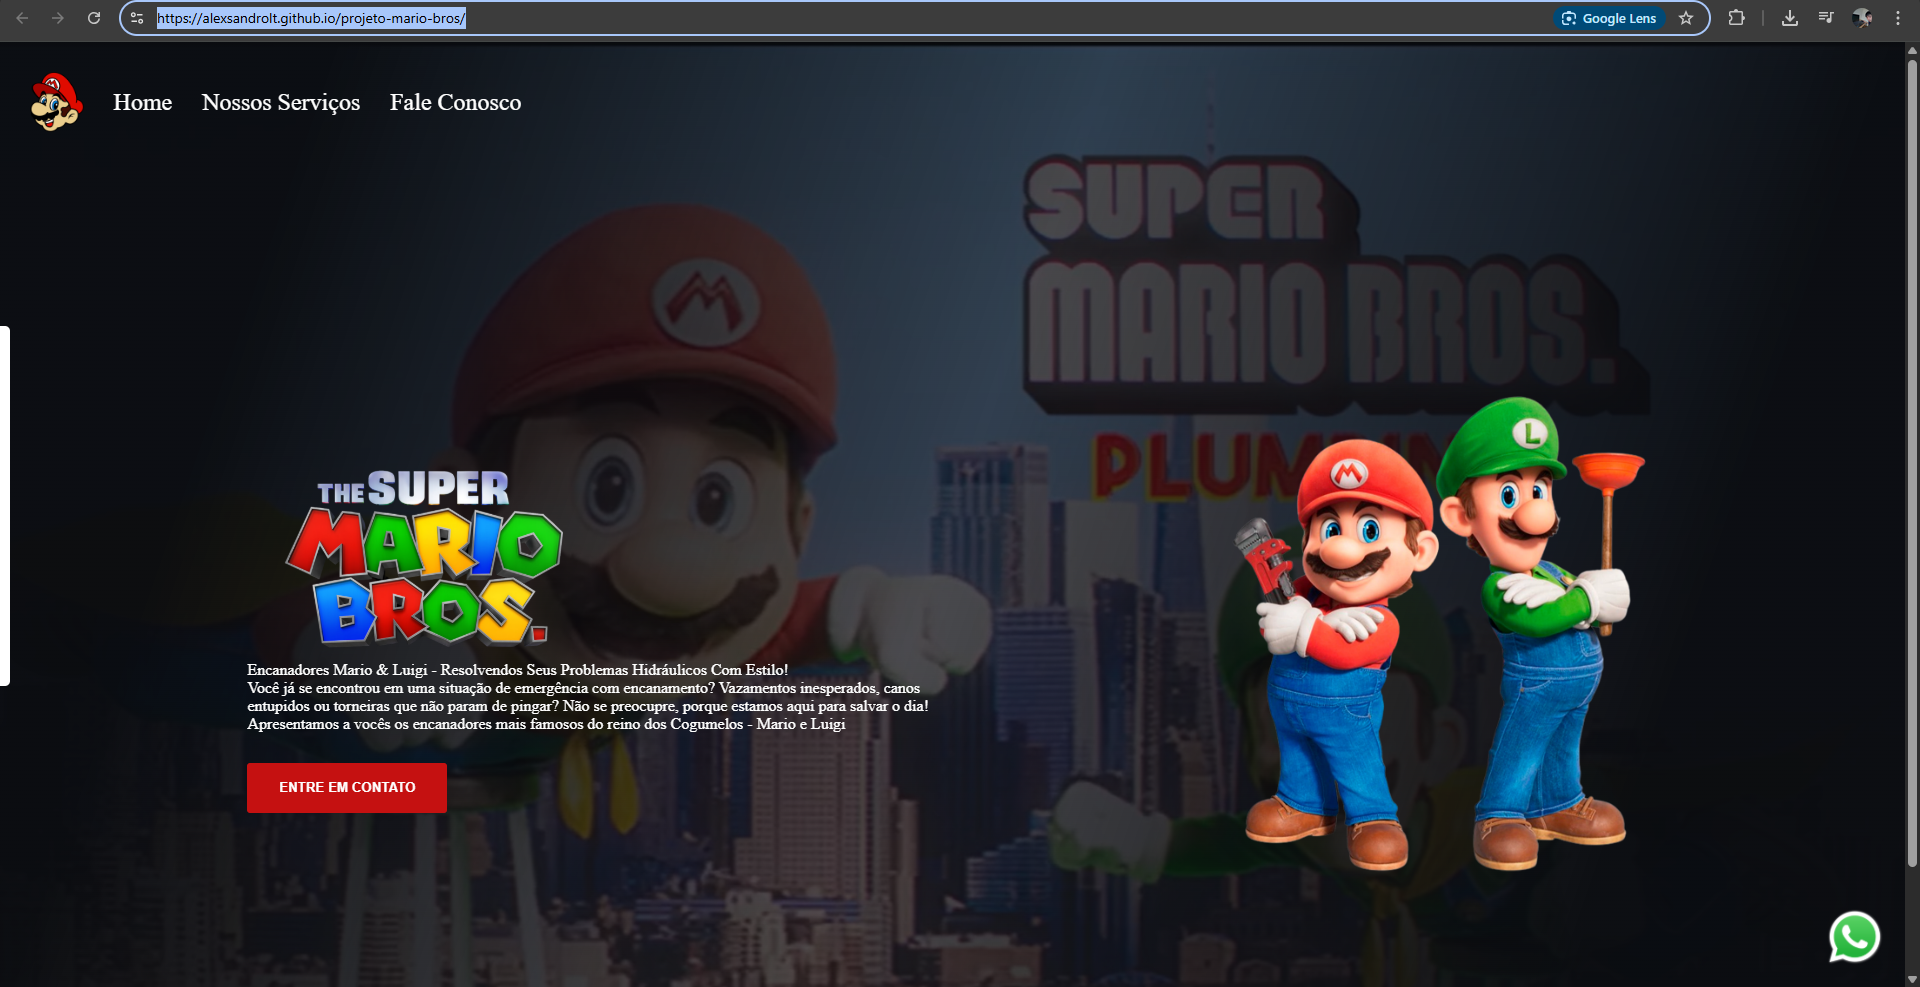 https://alexsandrolt.github.io/projeto-mario-bros/
Google Lens
Home Nossos Serviços Fale Conosco
SUPER
MARIO BROS.
M
L
M
THE SUPER
MARIO
BROS.
Encanadores Mario & Luigi - Resolvendos Seus Problemas Hidráulicos Com Estilo!
Você já se encontrou em uma situação de emergência com encanamento? Vazamentos inesperados, canos
entupidos ou torneiras que não param de pingar? Não se preocupre, porque estamos aqui para salvar o dia!
Apresentamos a vocês os encanadores mais famosos do reino dos Cogumelos - Mario e Luigi
ENTRE EM CONTATO